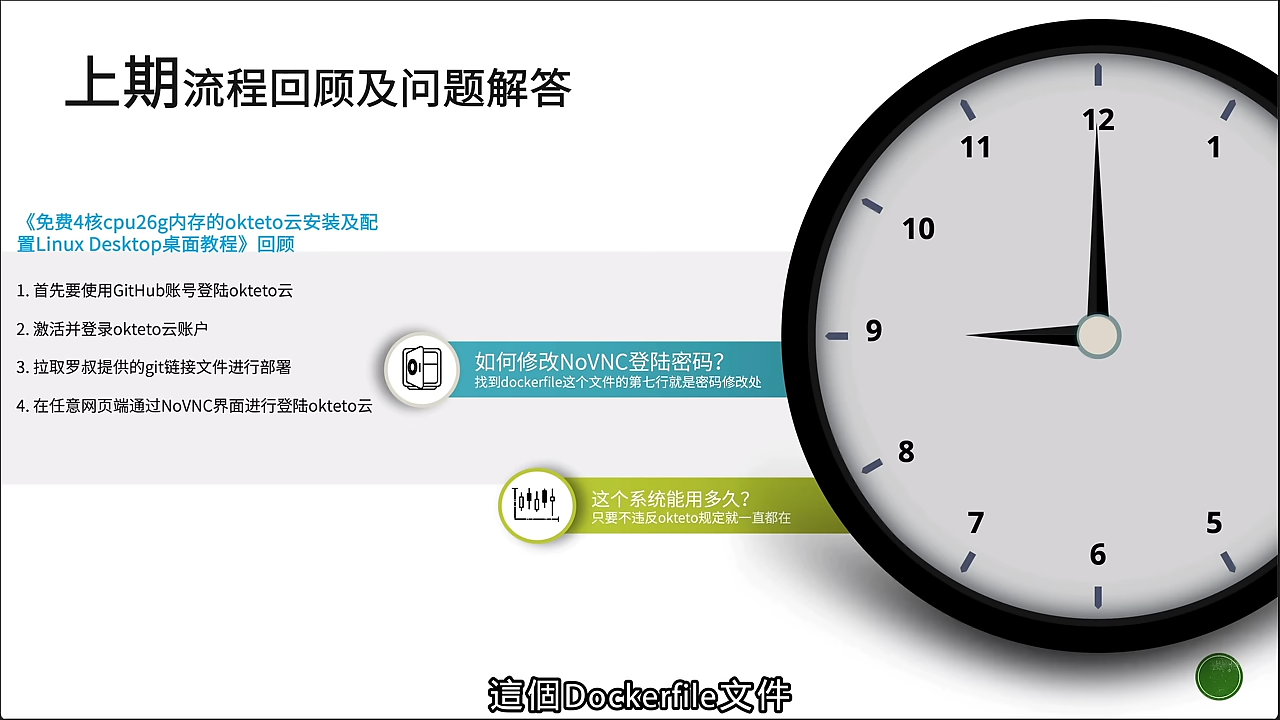 上期流程回顾及问题解答
《免费4核cpu26g内存的okteto云安装及配
置Linux Desktop桌面教程》回顾
1. 首先要使用GitHub账号登陆okteto云
2. 激活并登录okteto云账户
3. 拉取罗叔提供的git链接文件进行部署
4. 在任意网页端通过NoVNC界面进行登陆okteto云
如何修改NoVNC登陆密码？
找到dockerfile这个文件的第七行就是密码修改处
这个系统能用多久？
只要不违反okteto规定就一直都在
12
1
11
10
9
8
7
6
5
這個Dockerfile文件